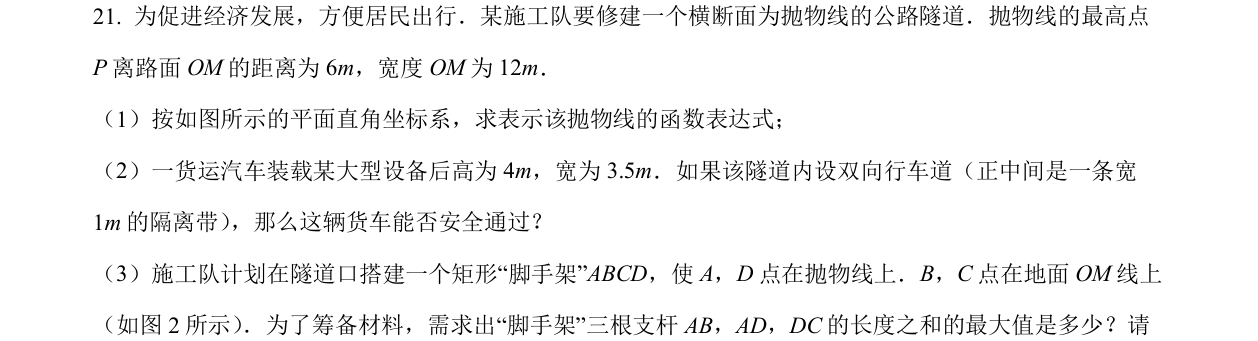 21. 为促进经济发展，方便居民出行．某施工队要修建一个横断面为抛物线的公路隧道．抛物线的最高点
P 离路面 OM 的距离为 6m，宽度 OM 为 12m．
（1）按如图所示的平面直角坐标系，求表示该抛物线的函数表达式；
（2）一货运汽车装载某大型设备后高为 4m，宽为 3.5m．如果该隧道内设双向行车道（正中间是一条宽
1m 的隔离带），那么这辆货车能否安全通过？
（3）施工队计划在隧道口搭建一个矩形“脚手架”ABCD，使 A，D 点在抛物线上．B，C 点在地面 OM 线上
（如图 2 所示）．为了筹备材料，需求出“脚手架”三根支杆 AB，AD，DC 的长度之和的最大值是多少？请